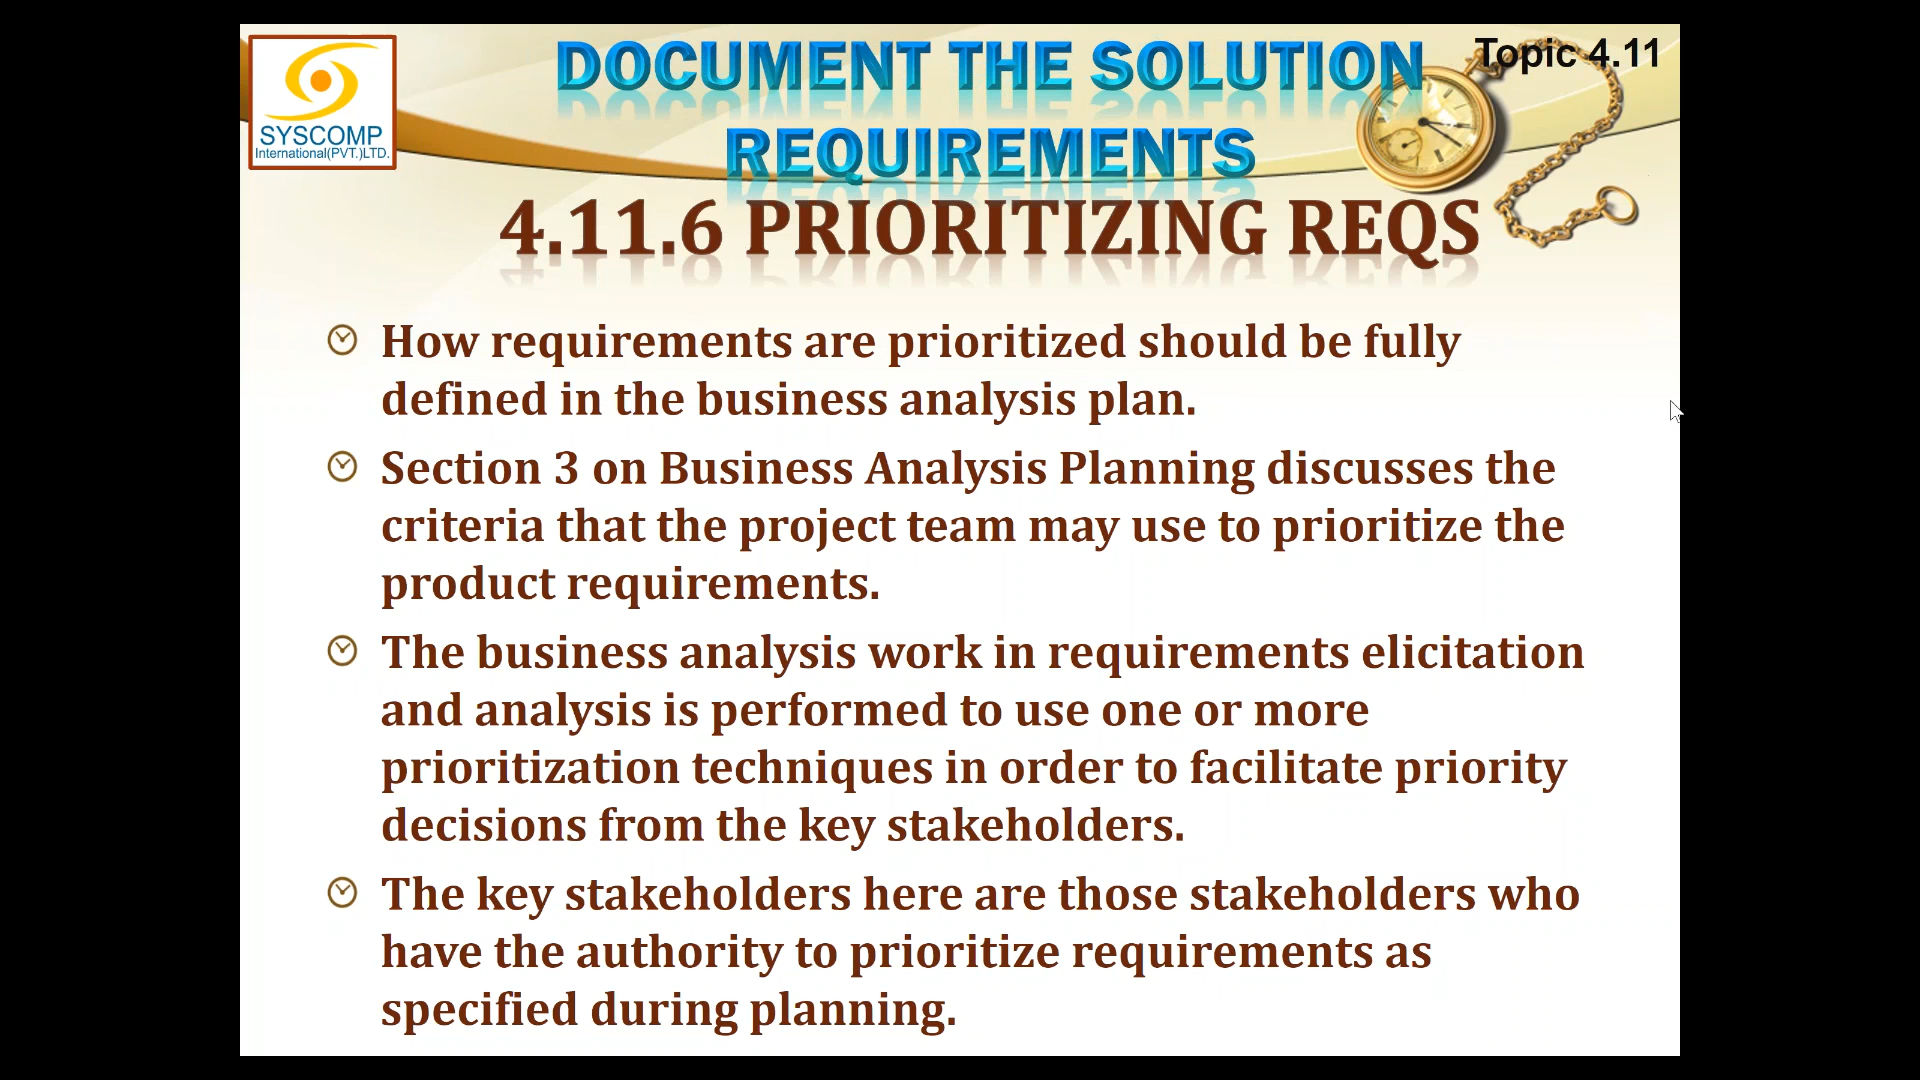 SYSCOMP
International(PVT.)LTD.
DOCUMENT THE SOLUTION
REQUIREMENTS
Topic 4.11
4.11.6 PRIORITIZING REQS
How requirements are prioritized should be fully
defined in the business analysis plan.
Section 3 on Business Analysis Planning discusses the
criteria that the project team may use to prioritize the
product requirements.
The business analysis work in requirements elicitation
and analysis is performed to use one or more
prioritization techniques in order to facilitate priority
decisions from the key stakeholders.
The key stakeholders here are those stakeholders who
have the authority to prioritize requirements as
specified during planning.